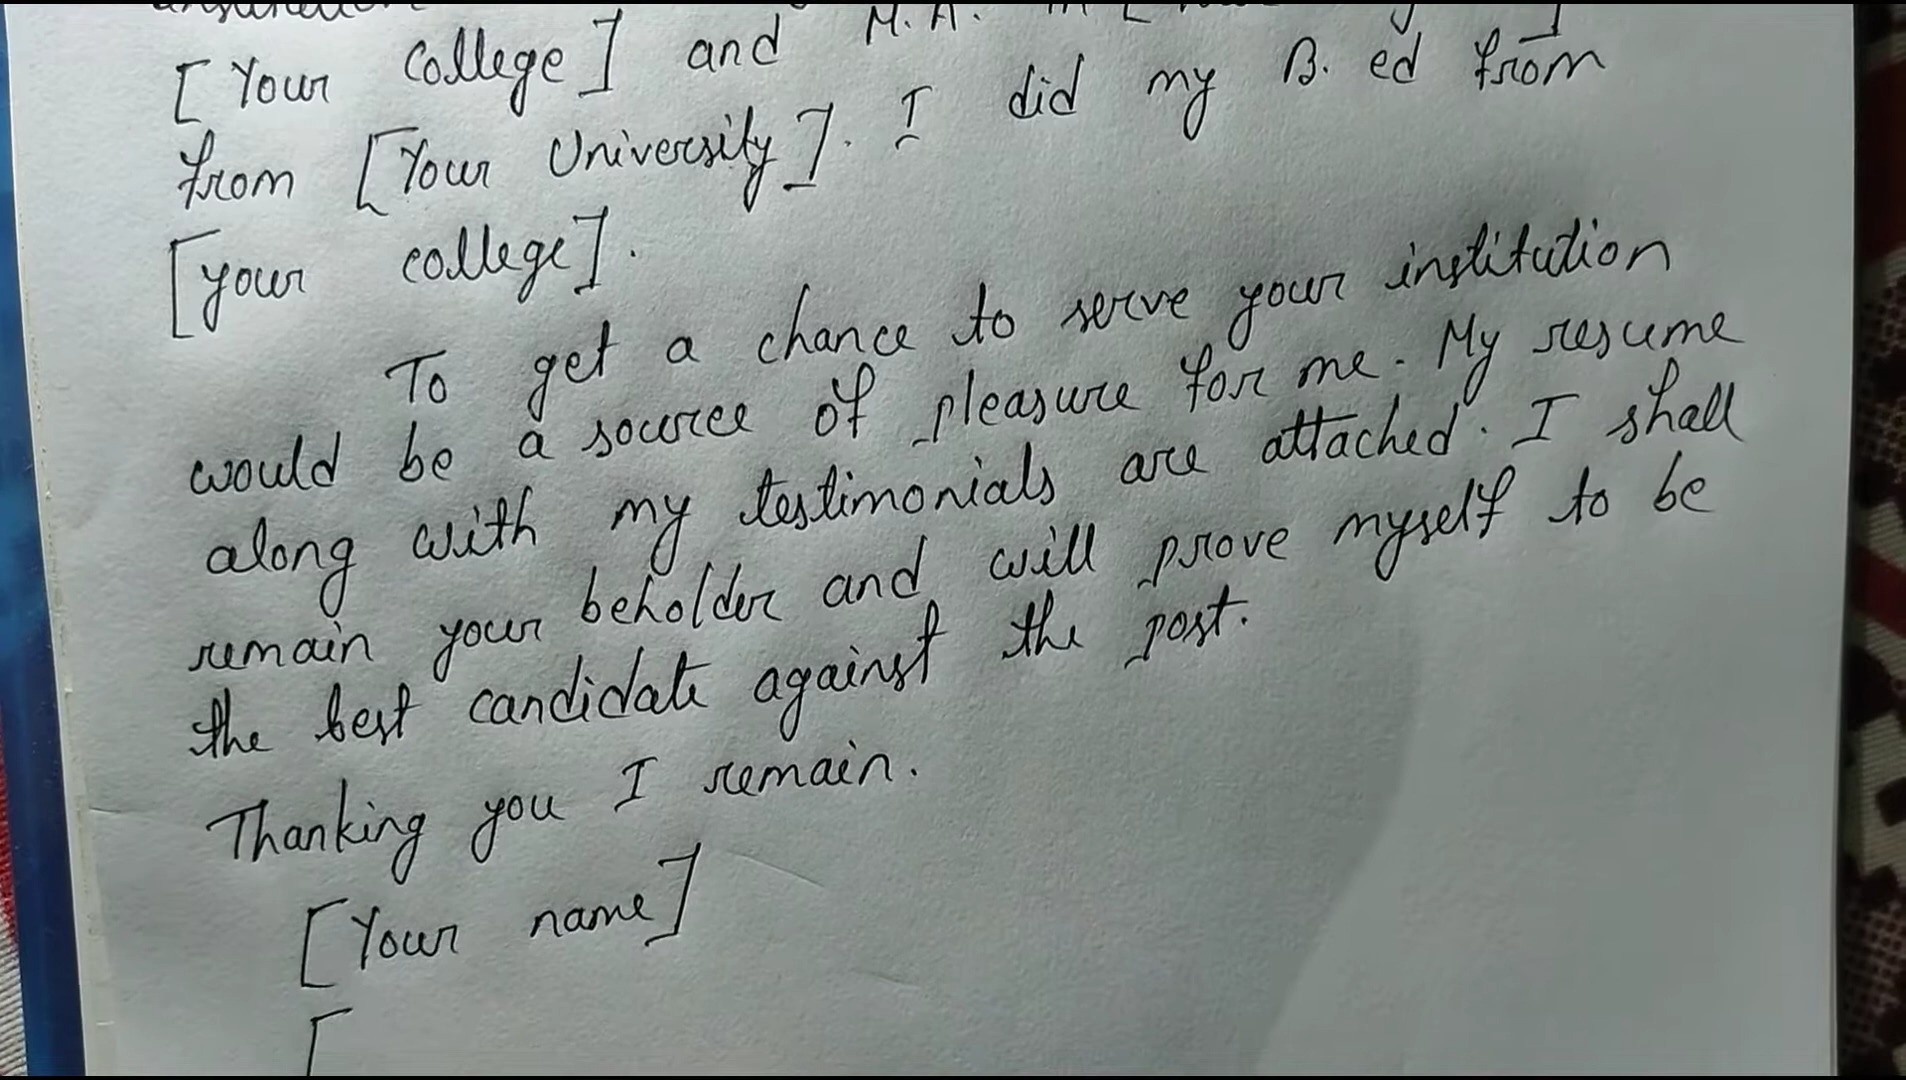 [Your college] and M.A. in [
from [Your University]. I did my B. ed from
[your college].
To get a chance to serve your institution
would be a source of pleasure for me. My resume
along with my testimonials are attached. I shall
remain your beholder and will prove myself to be
the best candidate against the post.
Thanking you I remain.
[Your name]
[